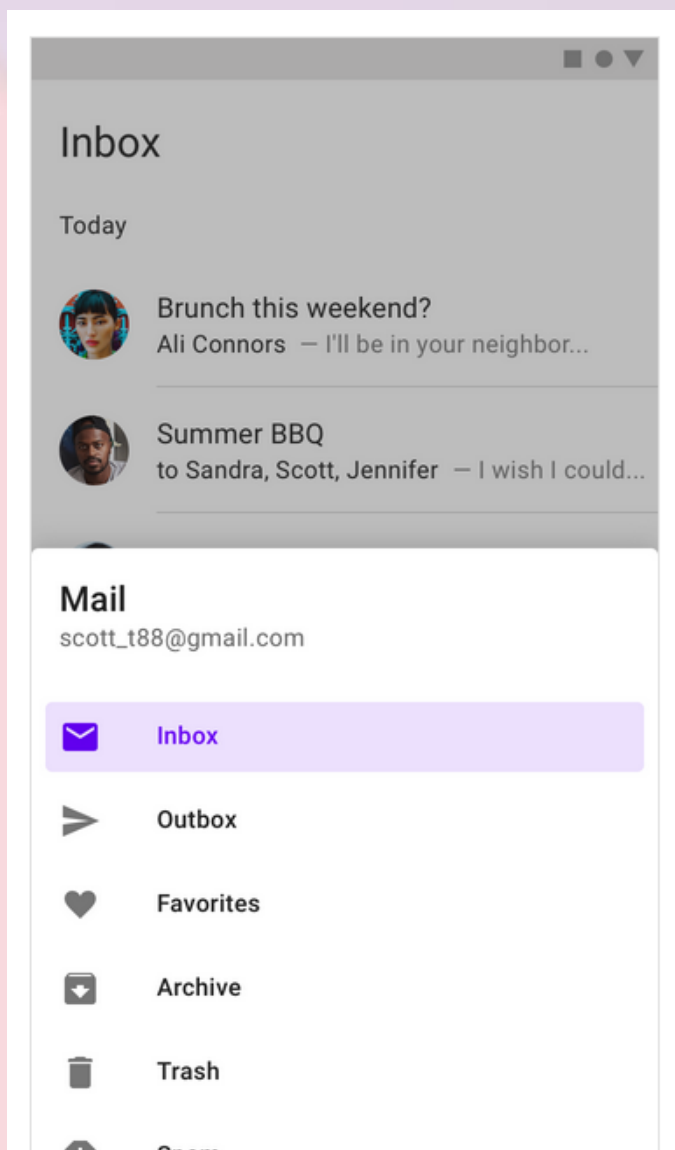 Inbox
Today
Brunch this weekend?
Ali Connors — I'll be in your neighbor...
Summer BBQ
to Sandra, Scott, Jennifer — I wish I could...
Mail
scott_t88@gmail.com
Inbox
Outbox
Favorites
Archive
Trash